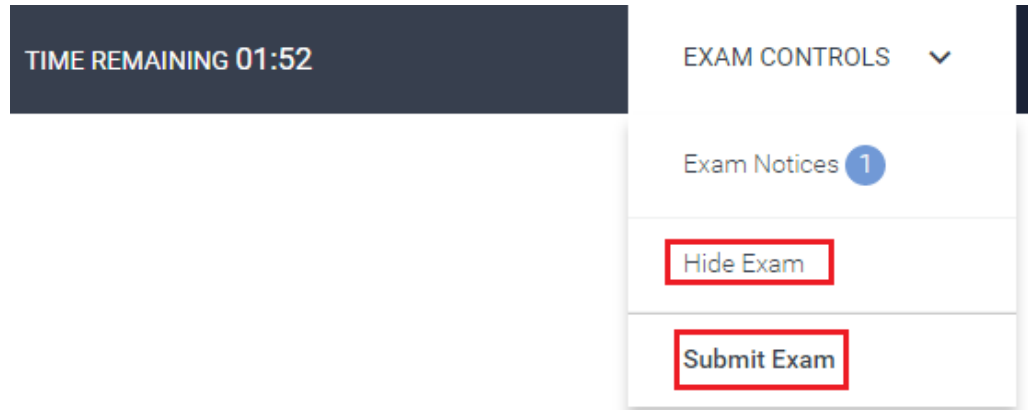 TIME REMAINING 01:52
EXAM CONTROLS
Exam Notices 1
Hide Exam
Submit Exam